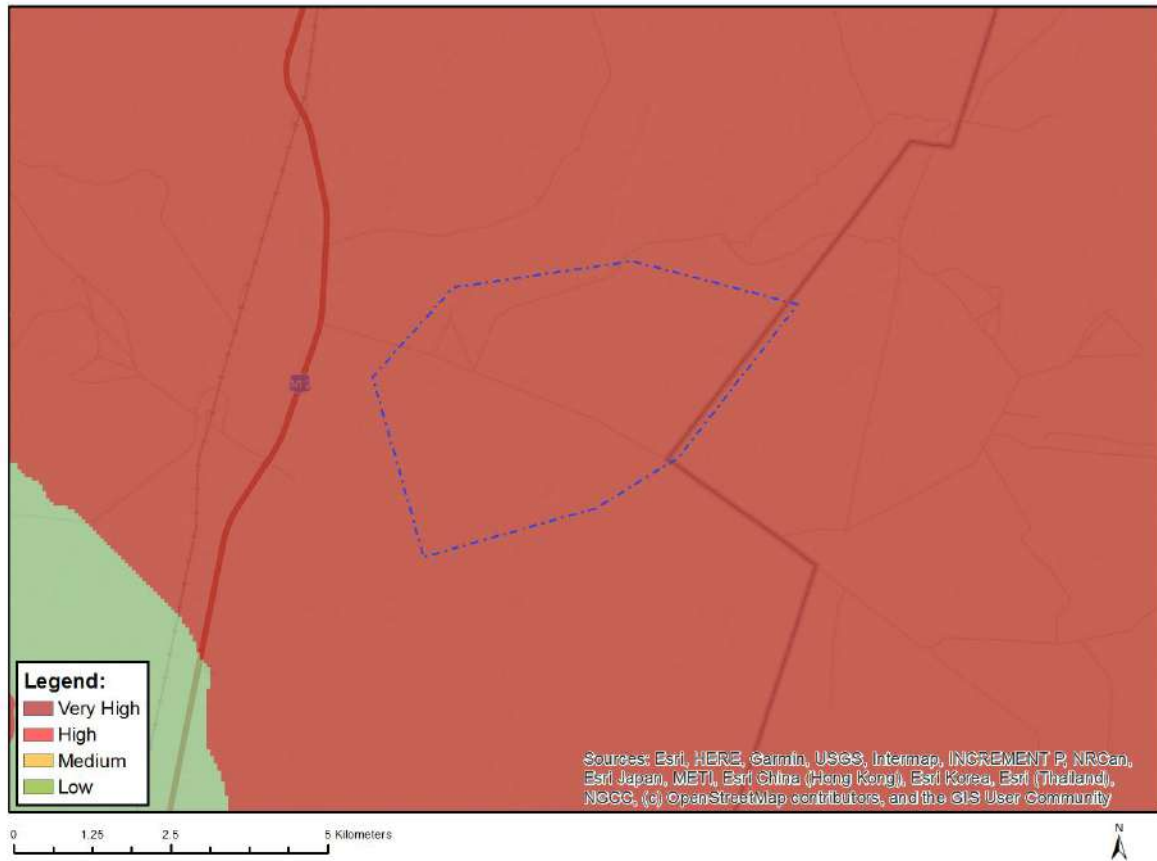 Legend:
Very High
High
Medium
Low
Sources: Esri, HERE, Garmin, USGS, Intermap, INCREMENT P, NRCan,
Esri Japan, METI, Esri China (Hong Kong), Esri Korea, Esri (Thailand),
NGCC, (c) OpenStreetMap contributors, and the GIS User Community
0 1.25 2.5 5 Kilometers
N